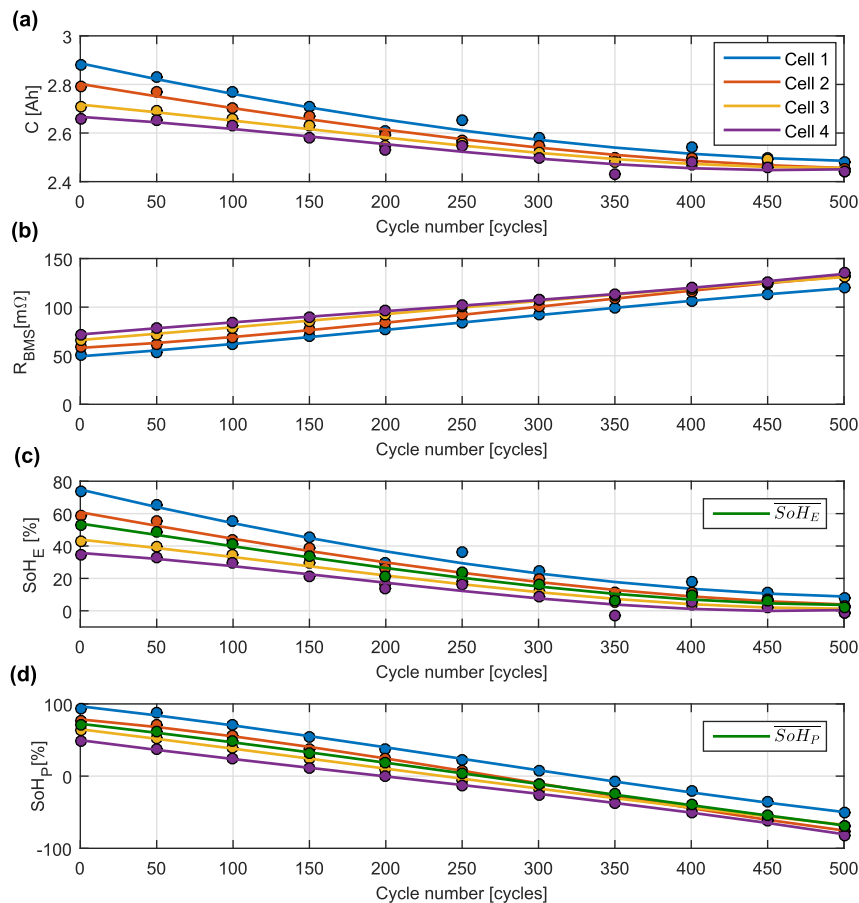 (a)
3
2.8
2.6
2.4
C [Ah]
Cell 1
Cell 2
Cell 3
Cell 4
0 50 100 150 200 250 300 350 400 450 500
Cycle number [cycles]
(b)
150
100
50
0
R_BMS[mΩ]
0 50 100 150 200 250 300 350 400 450 500
Cycle number [cycles]
(c)
80
60
40
20
0
SoH_E [%]
SoH_E
0 50 100 150 200 250 300 350 400 450 500
Cycle number [cycles]
(d)
100
0
-100
SoH_P[%]
SoH_P
0 50 100 150 200 250 300 350 400 450 500
Cycle number [cycles]